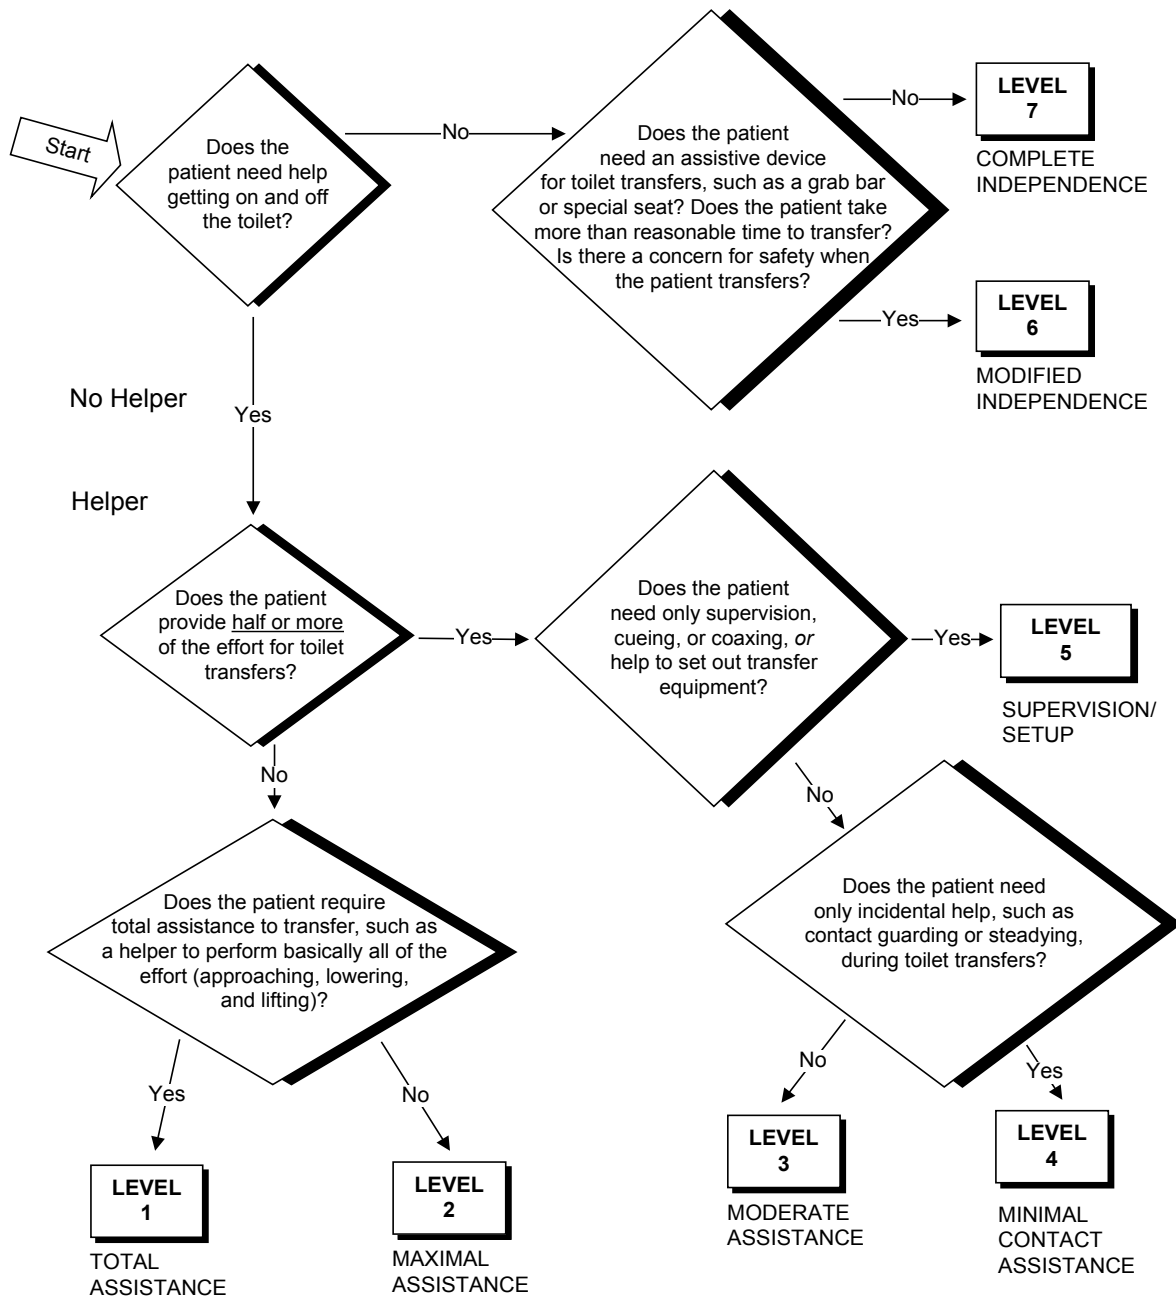 Start
Does the
patient need help
getting on and off
the toilet?
No
Does the patient
need an assistive device
for toilet transfers, such as a grab bar
or special seat? Does the patient take
more than reasonable time to transfer?
Is there a concern for safety when
the patient transfers?
No
LEVEL
7
COMPLETE
INDEPENDENCE
Yes
LEVEL
6
MODIFIED
INDEPENDENCE
No Helper
Yes
Helper
Does the patient
provide half or more
of the effort for toilet
transfers?
Yes
Does the patient
need only supervision,
cueing, or coaxing, or
help to set out transfer
equipment?
Yes
LEVEL
5
SUPERVISION/
SETUP
No
No
Does the patient require
total assistance to transfer, such as
a helper to perform basically all of the
effort (approaching, lowering,
and lifting)?
Does the patient need
only incidental help, such as
contact guarding or steadying,
during toilet transfers?
Yes
No
No
Yes
LEVEL
1
TOTAL
ASSISTANCE
LEVEL
2
MAXIMAL
ASSISTANCE
LEVEL
3
MODERATE
ASSISTANCE
LEVEL
4
MINIMAL
CONTACT
ASSISTANCE